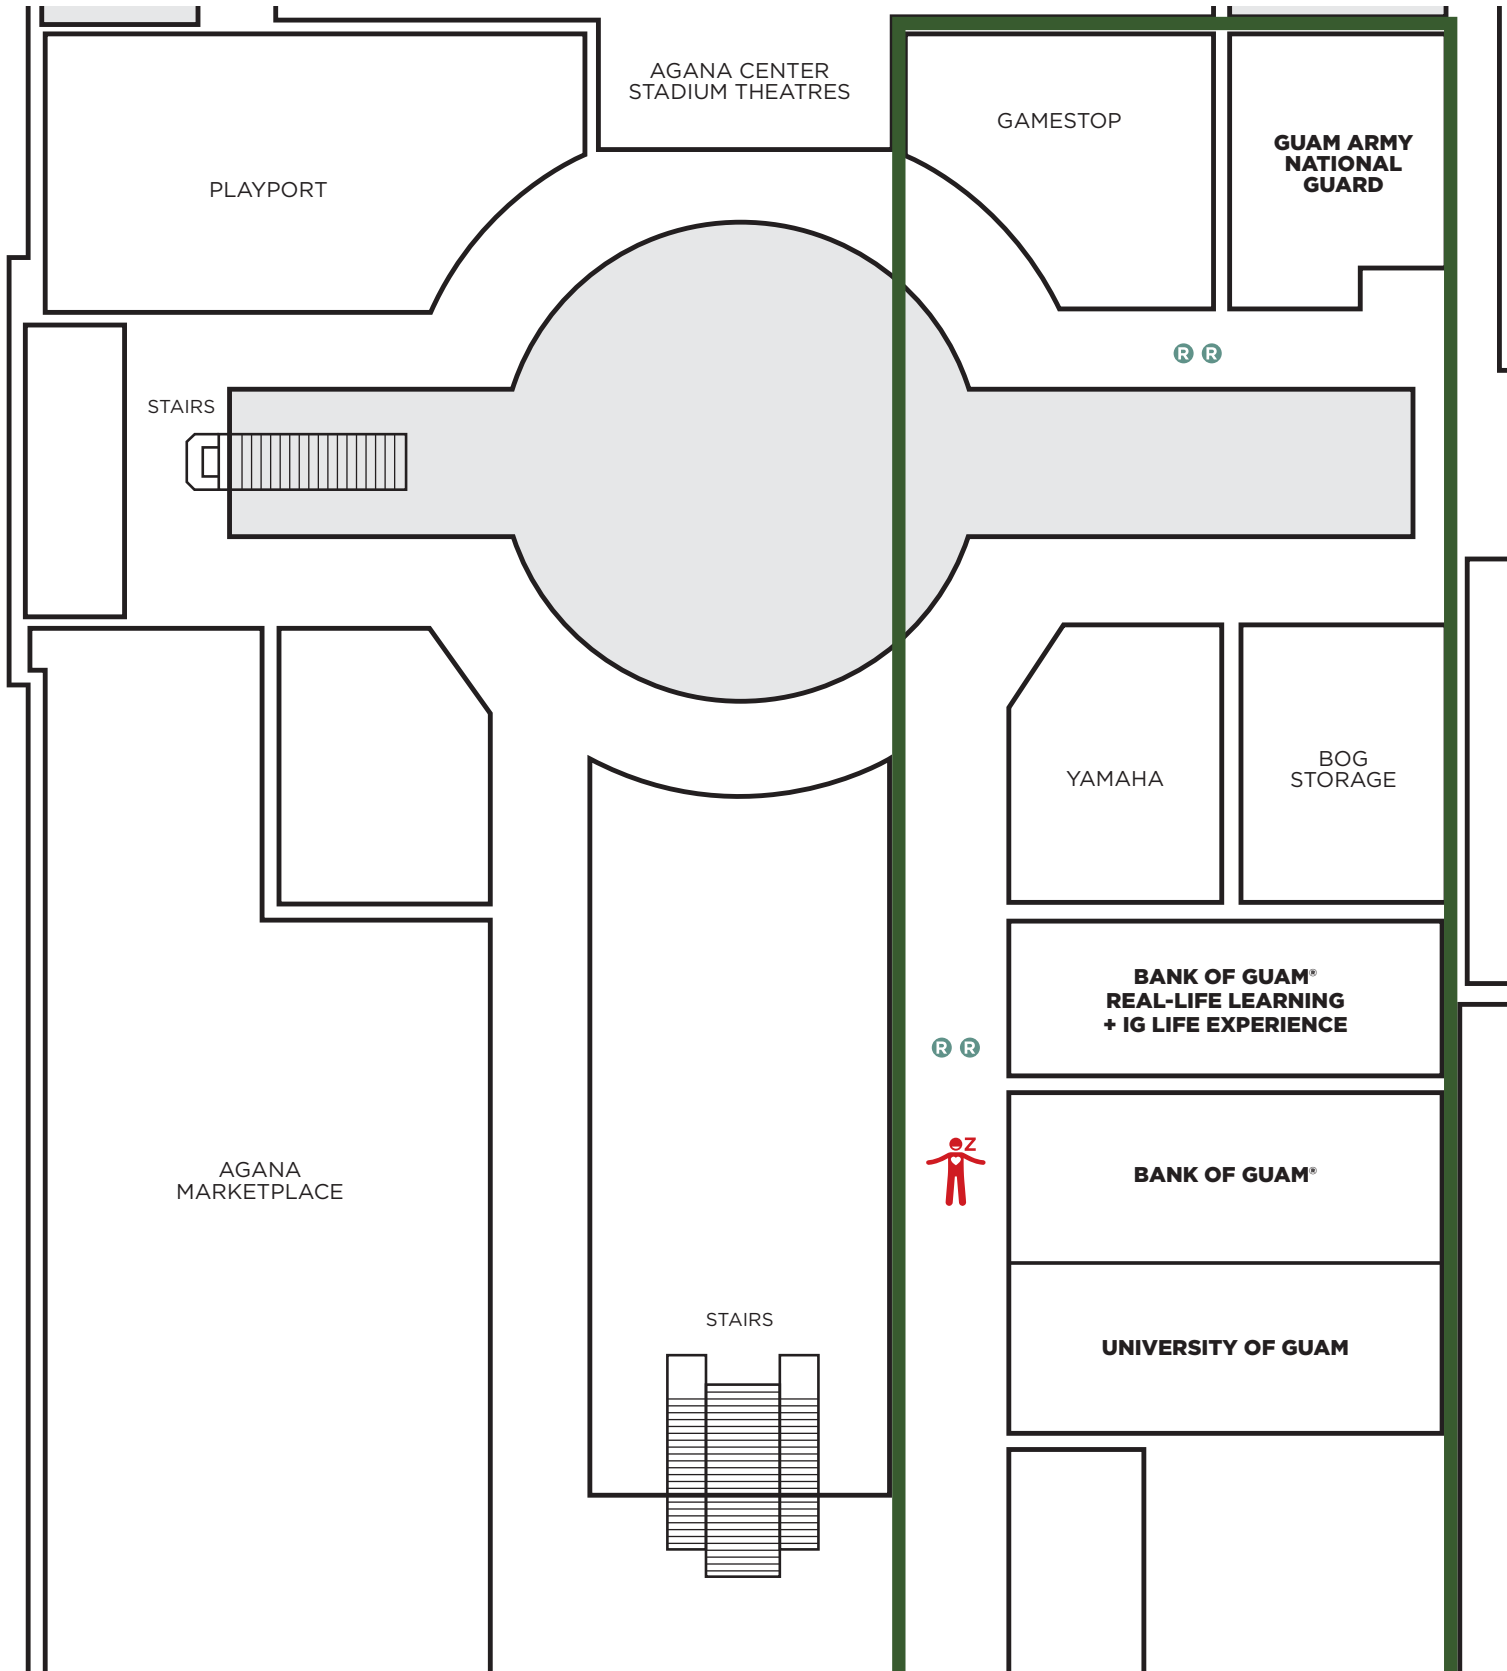 AGANA CENTER
STADIUM THEATRES
GAMESTOP
GUAM ARMY
NATIONAL
GUARD
PLAYPORT
R R
STAIRS
YAMAHA
BOG
STORAGE
BANK OF GUAM®
REAL-LIFE LEARNING
+ IG LIFE EXPERIENCE
R R
Z
AGANA
MARKETPLACE
BANK OF GUAM®
STAIRS
UNIVERSITY OF GUAM